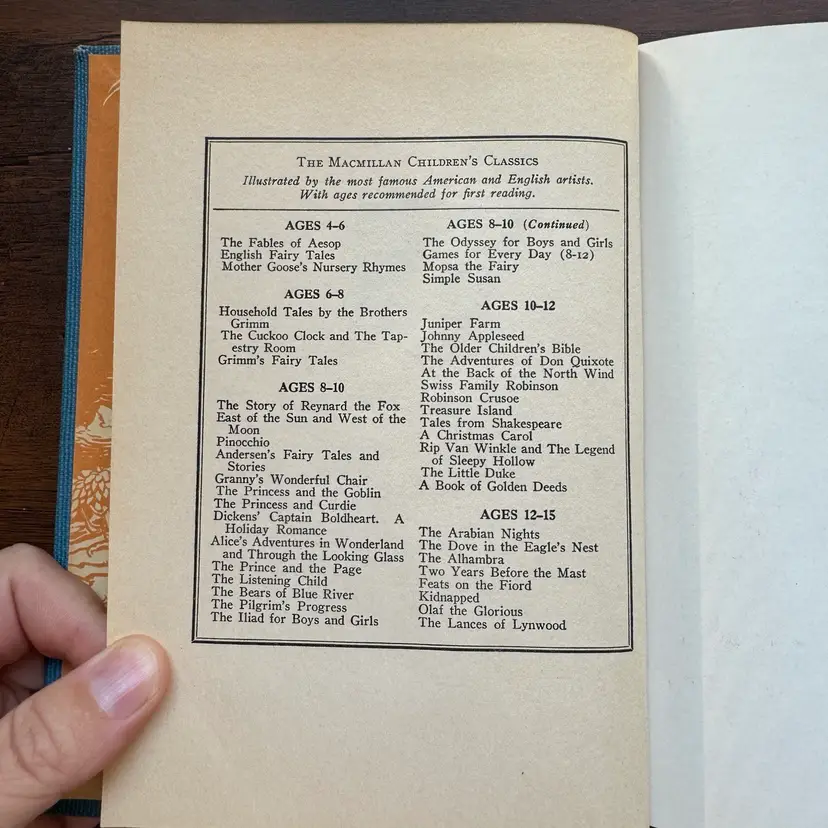 The Macmillan Children's Classics
Illustrated by the most famous American and English artists.
With ages recommended for first reading.
AGES 4–6
The Fables of Aesop
English Fairy Tales
Mother Goose's Nursery Rhymes
AGES 6–8
Household Tales by the Brothers
Grimm
The Cuckoo Clock and The Tap-
estry Room
Grimm's Fairy Tales
AGES 8–10
The Story of Reynard the Fox
East of the Sun and West of the
Moon
Pinocchio
Andersen's Fairy Tales and
Stories
Granny's Wonderful Chair
The Princess and the Goblin
The Princess and Curdie
Dickens' Captain Boldheart. A
Holiday Romance
Alice's Adventures in Wonderland
and Through the Looking Glass
The Prince and the Page
The Listening Child
The Bears of Blue River
The Pilgrim's Progress
The Iliad for Boys and Girls
AGES 8–10 (Continued)
The Odyssey for Boys and Girls
Games for Every Day (8-12)
Mopsa the Fairy
Simple Susan
AGES 10–12
Juniper Farm
Johnny Appleseed
The Older Children's Bible
The Adventures of Don Quixote
At the Back of the North Wind
Swiss Family Robinson
Robinson Crusoe
Treasure Island
Tales from Shakespeare
A Christmas Carol
Rip Van Winkle and The Legend
of Sleepy Hollow
The Little Duke
A Book of Golden Deeds
AGES 12–15
The Arabian Nights
The Dove in the Eagle's Nest
The Alhambra
Two Years Before the Mast
Feats on the Fiord
Kidnapped
Olaf the Glorious
The Lances of Lynwood